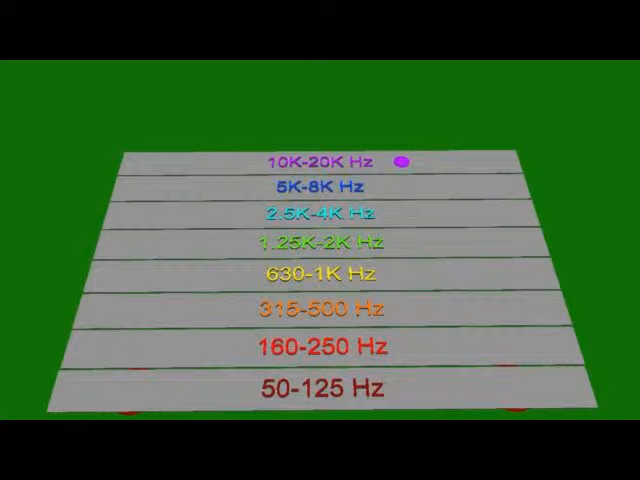 10K-20K Hz
5K-8K Hz
2.5K-4K Hz
1.25K-2K Hz
630-1K Hz
315-500 Hz
160-250 Hz
50-125 Hz